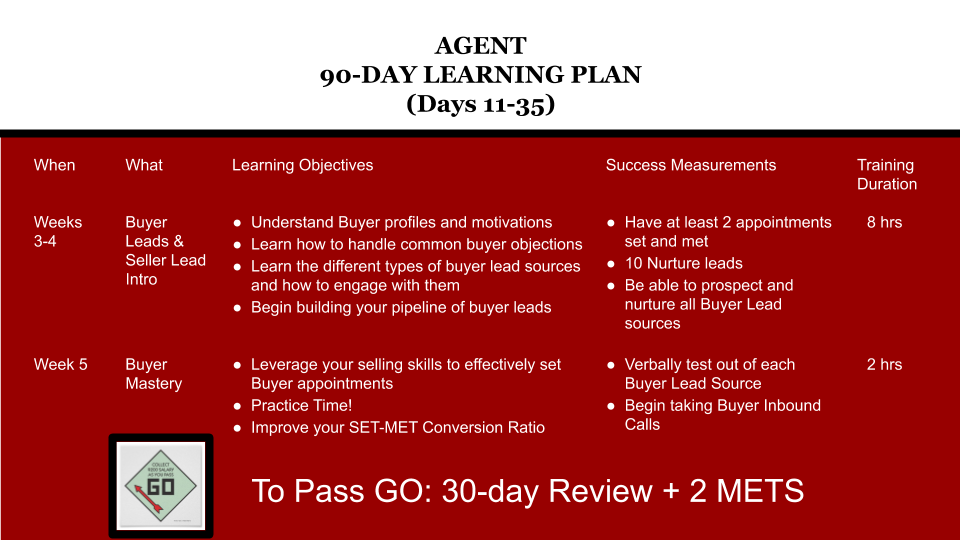 AGENT
90-DAY LEARNING PLAN
(Days 11-35)
When
What
Learning Objectives
Success Measurements
Training
Duration
Weeks
3-4
Buyer
Leads &
Seller Lead
Intro
● Understand Buyer profiles and motivations
● Learn how to handle common buyer objections
● Learn the different types of buyer lead sources
and how to engage with them
● Begin building your pipeline of buyer leads
● Have at least 2 appointments
set and met
● 10 Nurture leads
● Be able to prospect and
nurture all Buyer Lead
sources
8 hrs
Week 5
Buyer
Mastery
● Leverage your selling skills to effectively set
Buyer appointments
● Practice Time!
● Improve your SET-MET Conversion Ratio
● Verbally test out of each
Buyer Lead Source
● Begin taking Buyer Inbound
Calls
2 hrs
COLLECT
$200 SALARY
AS YOU PASS
GO
To Pass GO: 30-day Review + 2 METS